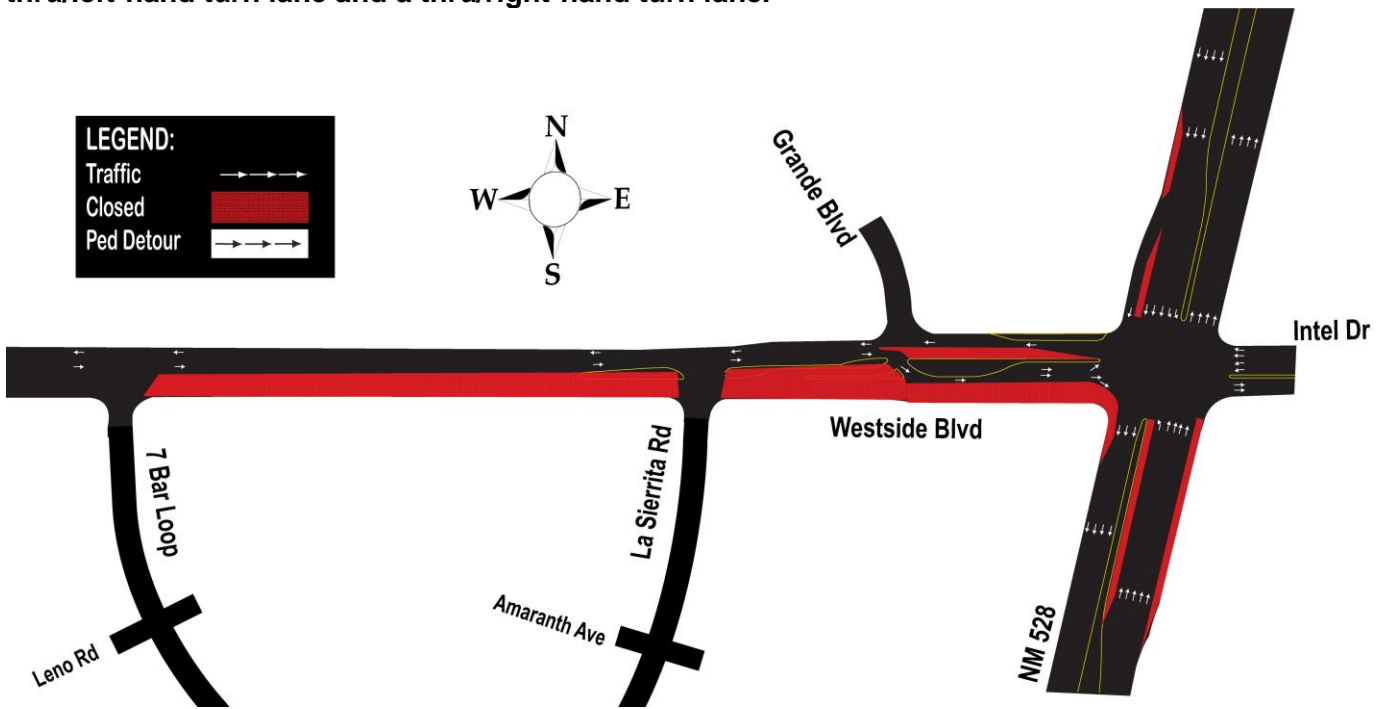 thru/left-hand turn lane and a thru/right-hand turn lane.
LEGEND:
Traffic
Closed
Ped Detour
N
W
E
S
Grande Blvd
Intel Dr
Westside Blvd
7 Bar Loop
La Sierrita Rd
Amaranth Ave
Leno Rd
NM 528